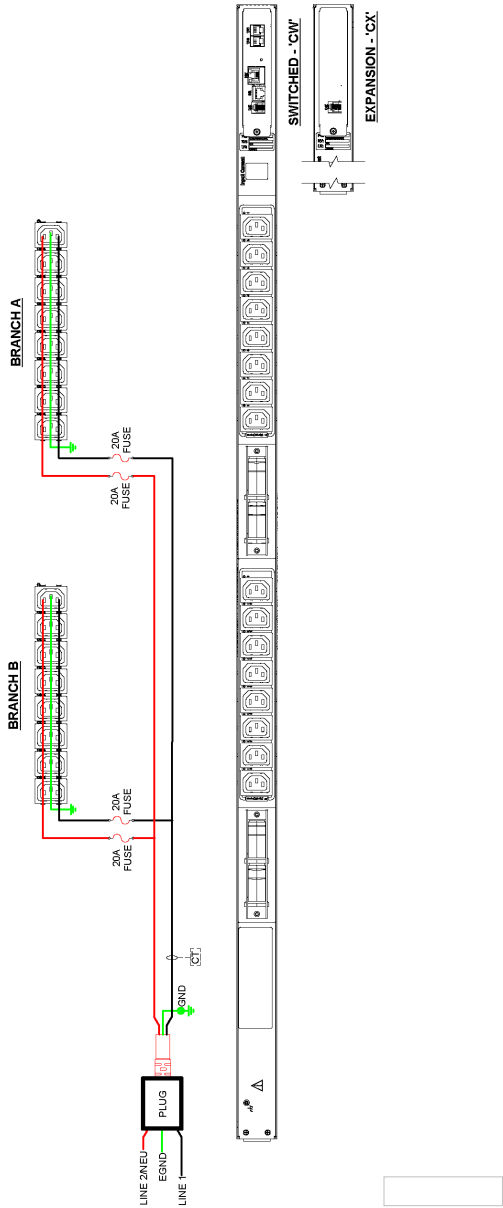 SWITCHED - 'CW'
EXPANSION - 'CX'
Input Current
BRANCH A
20A
FUSE
20A
FUSE
BRANCH B
20A
FUSE
20A
FUSE
CT
GND
PLUG
LINE 2/NEU
EGND
LINE 1